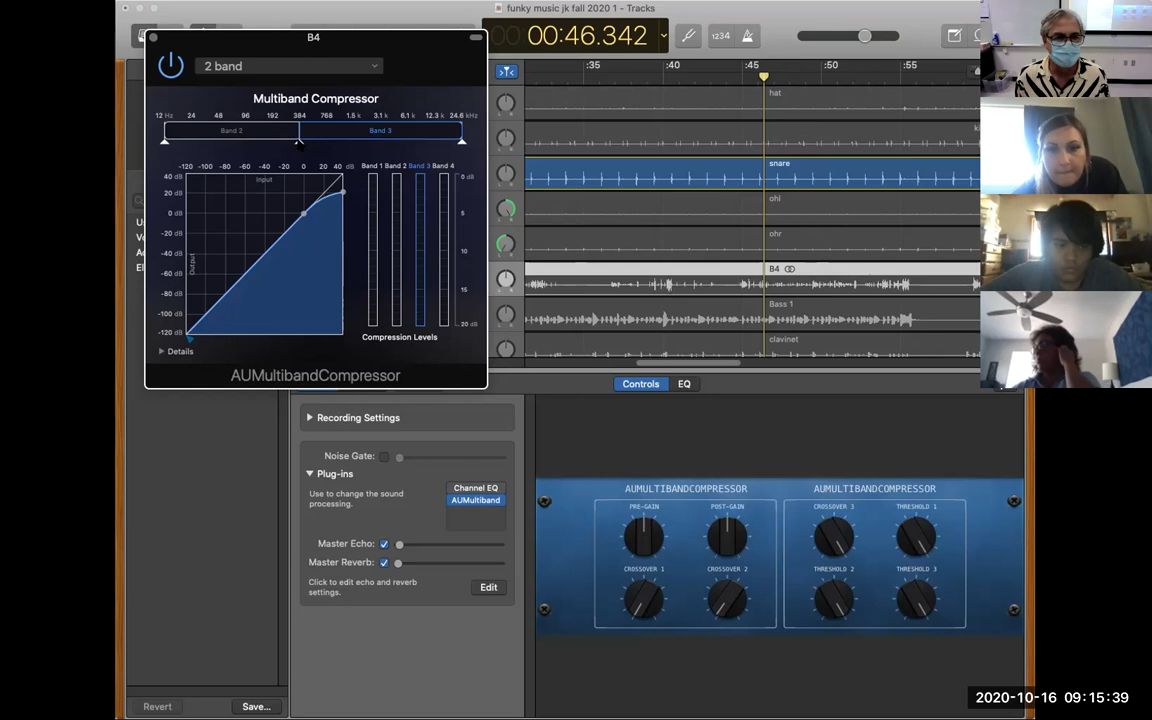 funky music jk fall 2020 1 - Tracks
B4
00:46.342
1234
2 band
:35
:40
:45
:50
:55
Multiband Compressor
12 Hz 24 48 96 192 384 768 1.5 k 3.1 k 6.1 k 12.3 k 24.6 kHz
Band 2
Band 3
hat
snare
ohl
ohr
B4
Bass 1
clavinet
-120 -100 -80 -60 -40 -20 0 20 40 dB
Input
Output
40 dB
20 dB
0 dB
-20 dB
-40 dB
-60 dB
-80 dB
-100 dB
-120 dB
Band 1 Band 2 Band 3 Band 4
0 dB
5
10
15
20 dB
Compression Levels
Details
AUMultibandCompressor
Controls
EQ
Recording Settings
Noise Gate:
Plug-ins
Use to change the sound
processing.
Channel EQ
AUMultiband
Master Echo:
Master Reverb:
Click to edit echo and reverb
settings.
Edit
AUMULTIBANDCOMPRESSOR
PRE-GAIN
POST-GAIN
CROSSOVER 1
CROSSOVER 2
AUMULTIBANDCOMPRESSOR
CROSSOVER 3
THRESHOLD 1
THRESHOLD 2
THRESHOLD 3
Revert
Save...
2020-10-16 09:15:39